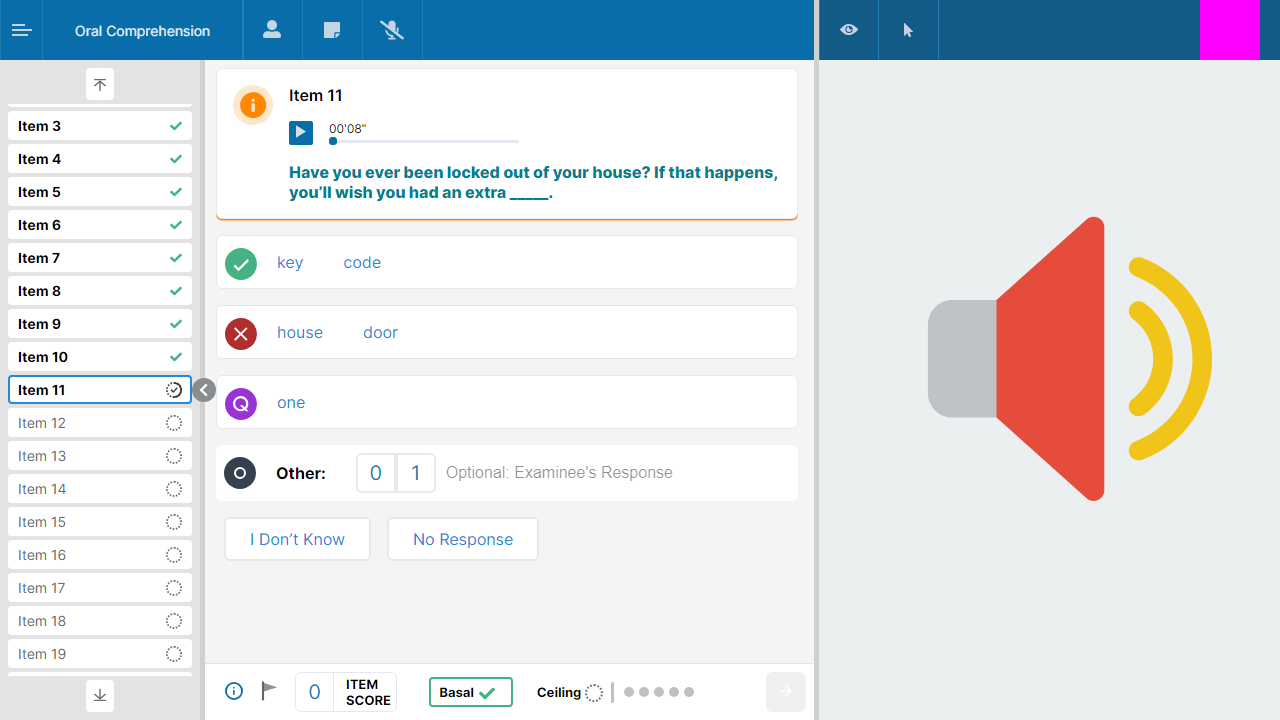 Oral Comprehension
Item 3
Item 4
Item 5
Item 6
Item 7
Item 8
Item 9
Item 10
Item 11
Item 12
Item 13
Item 14
Item 15
Item 16
Item 17
Item 18
Item 19
Item 11
00'08"
Have you ever been locked out of your house? If that happens,
you’ll wish you had an extra _____.
key code
house door
Q one
Other: 0 1 Optional: Examinee's Response
I Don’t Know No Response
0 ITEM
SCORE
Basal
Ceiling